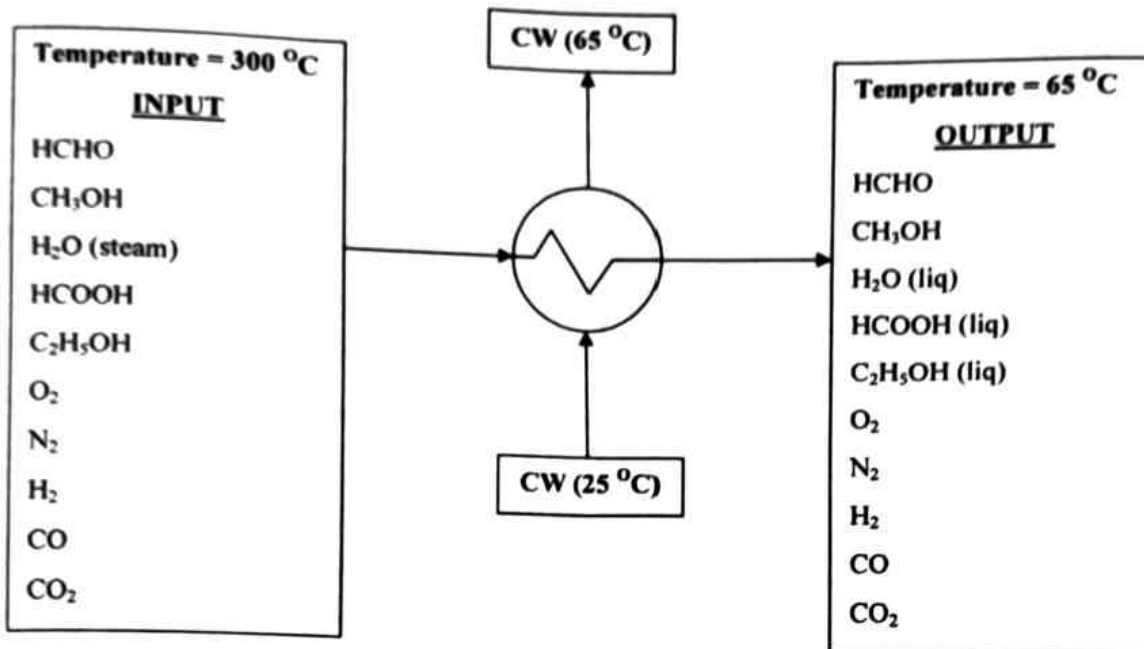 Temperature = 300 °C
INPUT
HCHO
CH₃OH
H₂O (steam)
HCOOH
C₂H₅OH
O₂
N₂
H₂
CO
CO₂
CW (65 °C)
CW (25 °C)
Temperature = 65 °C
OUTPUT
HCHO
CH₃OH
H₂O (liq)
HCOOH (liq)
C₂H₅OH (liq)
O₂
N₂
H₂
CO
CO₂